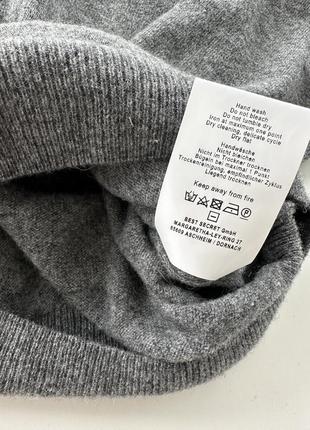 Hand wash
Do not bleach
Do not tumble dry
Iron at maximum one point
Dry cleaning, delicate cycle
Dry flat
Handwäsche
Nicht bleichen
Nicht im Trockner trocknen
Bügeln bei maximal 1 Punkt
Trockenreinigung, empfindlicher Zyklus
Liegend trocknen
Keep away from fire
BEST SECRET GmbH
MARGARETHA-LEY-RING 27
85609 ASCHHEIM / DORNACH